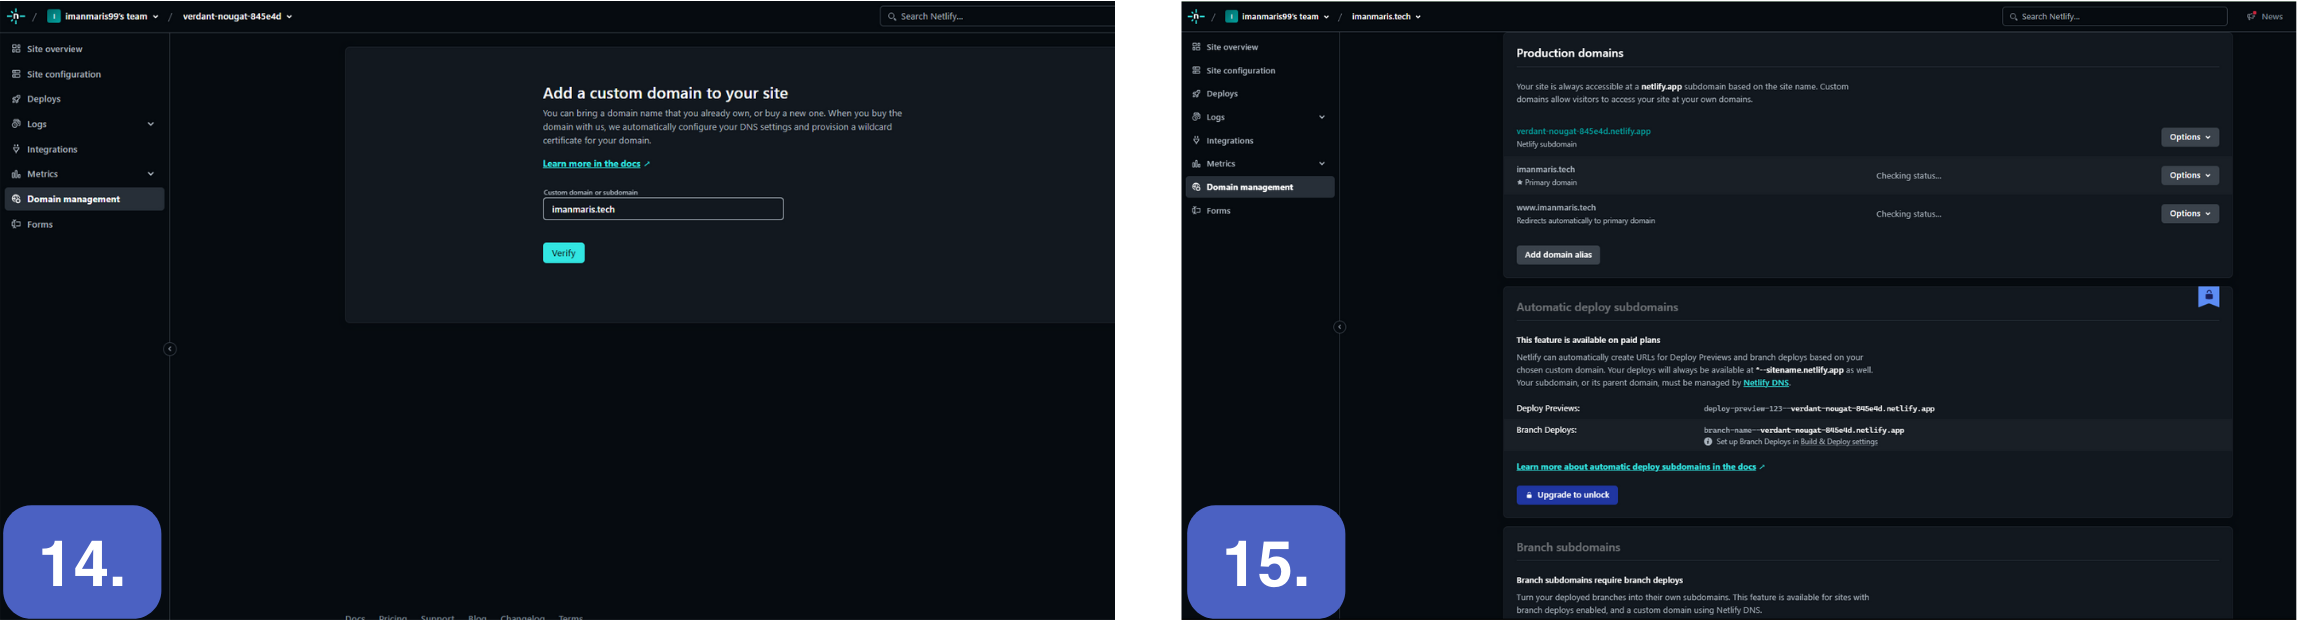 / I imanmaris99's team / verdant-nougat-845e4d
Search Netlify...
Site overview
Site configuration
Deploys
Logs
Integrations
Metrics
Domain management
Forms
Add a custom domain to your site
You can bring a domain name that you already own, or buy a new one. When you buy the
domain with us, we automatically configure your DNS settings and provision a wildcard
certificate for your domain.
Learn more in the docs ↗
Custom domain or subdomain
imanmaris.tech
Verify
Docs Pricing Support Blog Changelog Terms
14.
/ I imanmaris99's team / imanmaris.tech
Search Netlify...
News
Site overview
Site configuration
Deploys
Logs
Integrations
Metrics
Domain management
Forms
Production domains
Your site is always accessible at a netlify.app subdomain based on the site name. Custom
domains allow visitors to access your site at your own domains.
verdant-nougat-845e4d.netlify.app
Netlify subdomain
Options
imanmaris.tech
★ Primary domain
Checking status...
Options
www.imanmaris.tech
Redirects automatically to primary domain
Checking status...
Options
Add domain alias
Automatic deploy subdomains
This feature is available on paid plans
Netlify can automatically create URLs for Deploy Previews and branch deploys based on your
chosen custom domain. Your deploys will always be available at *--sitename.netlify.app as well.
Your subdomain, or its parent domain, must be managed by Netlify DNS.
Deploy Previews: deploy-preview-123--verdant-nougat-845e4d.netlify.app
Branch Deploys: branch-name--verdant-nougat-845e4d.netlify.app
Set up Branch Deploys in Build & Deploy settings
Learn more about automatic deploy subdomains in the docs ↗
Upgrade to unlock
Branch subdomains
Branch subdomains require branch deploys
Turn your deployed branches into their own subdomains. This feature is available for sites with
branch deploys enabled, and a custom domain using Netlify DNS.
15.